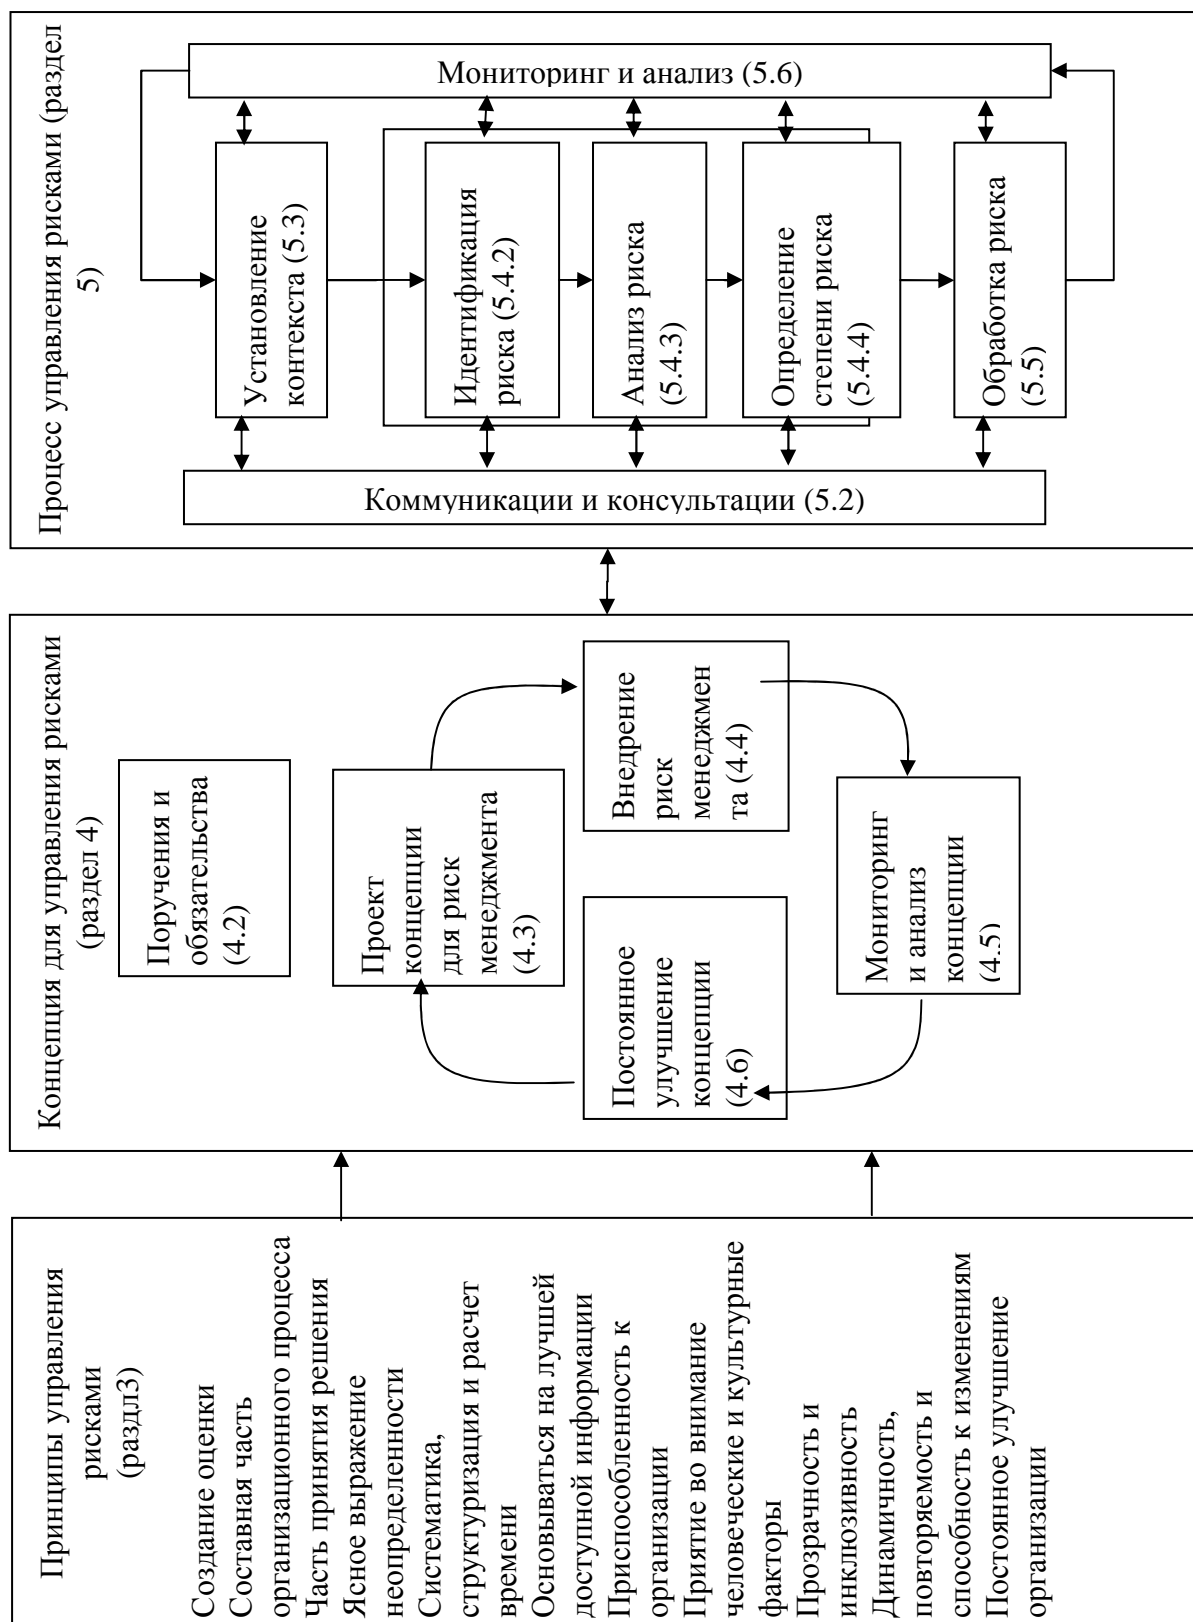 Принципы управления
рисками
(раздл3)
Создание оценки
Составная часть
организационного процесса
Часть принятия решения
Ясное выражение
неопределенности
Систематика,
структуризация и расчет
времени
Основываться на лучшей
доступной информации
Приспособленность к
организации
Приятие во внимание
человеческие и культурные
факторы
Прозрачность и
инклюзивность
Динамичность,
повторяемость и
способность к изменениям
Постоянное улучшение
организации
Концепция для управления рисками
(раздел 4)
Поручения и
обязательства
(4.2)
Проект
концепции
для риск
менеджмента
(4.3)
Внедрение
риск
менеджмен
та (4.4)
Постоянное
улучшение
концепции
(4.6)
Мониторинг
и анализ
концепции
(4.5)
Процесс управления рисками (раздел
5)
Мониторинг и анализ (5.6)
Установление
контекста (5.3)
Идентификация
риска (5.4.2)
Анализ риска
(5.4.3)
Определение
степени риска
(5.4.4)
Обработка риска
(5.5)
Коммуникации и консультации (5.2)